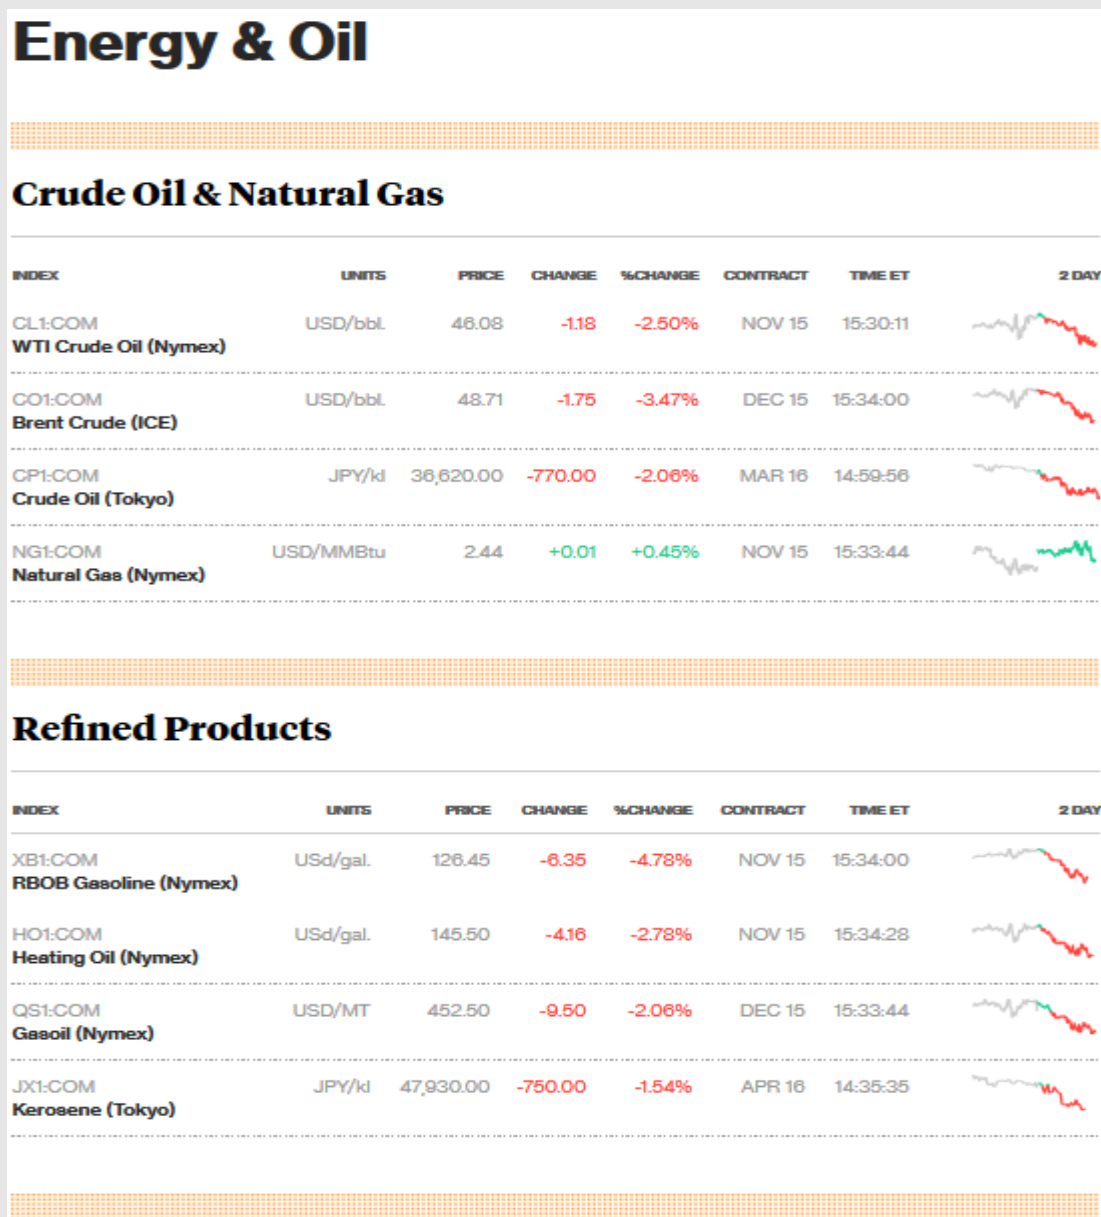 Energy & Oil
Crude Oil & Natural Gas
INDEX UNITS PRICE CHANGE %CHANGE CONTRACT TIME ET 2 DAY
CL1:COM USD/bbl. 46.08 -1.18 -2.50% NOV 15 15:30:11
WTI Crude Oil (Nymex)
CO1:COM USD/bbl. 48.71 -1.75 -3.47% DEC 15 15:34:00
Brent Crude (ICE)
CP1:COM JPY/kl 36,620.00 -770.00 -2.06% MAR 16 14:59:56
Crude Oil (Tokyo)
NG1:COM USD/MMBtu 2.44 +0.01 +0.45% NOV 15 15:33:44
Natural Gas (Nymex)
Refined Products
INDEX UNITS PRICE CHANGE %CHANGE CONTRACT TIME ET 2 DAY
XB1:COM USd/gal. 126.45 -6.35 -4.78% NOV 15 15:34:00
RBOB Gasoline (Nymex)
HO1:COM USd/gal. 145.50 -4.16 -2.78% NOV 15 15:34:28
Heating Oil (Nymex)
QS1:COM USD/MT 452.50 -9.50 -2.06% DEC 15 15:33:44
Gasoil (Nymex)
JX1:COM JPY/kl 47,930.00 -750.00 -1.54% APR 16 14:35:35
Kerosene (Tokyo)